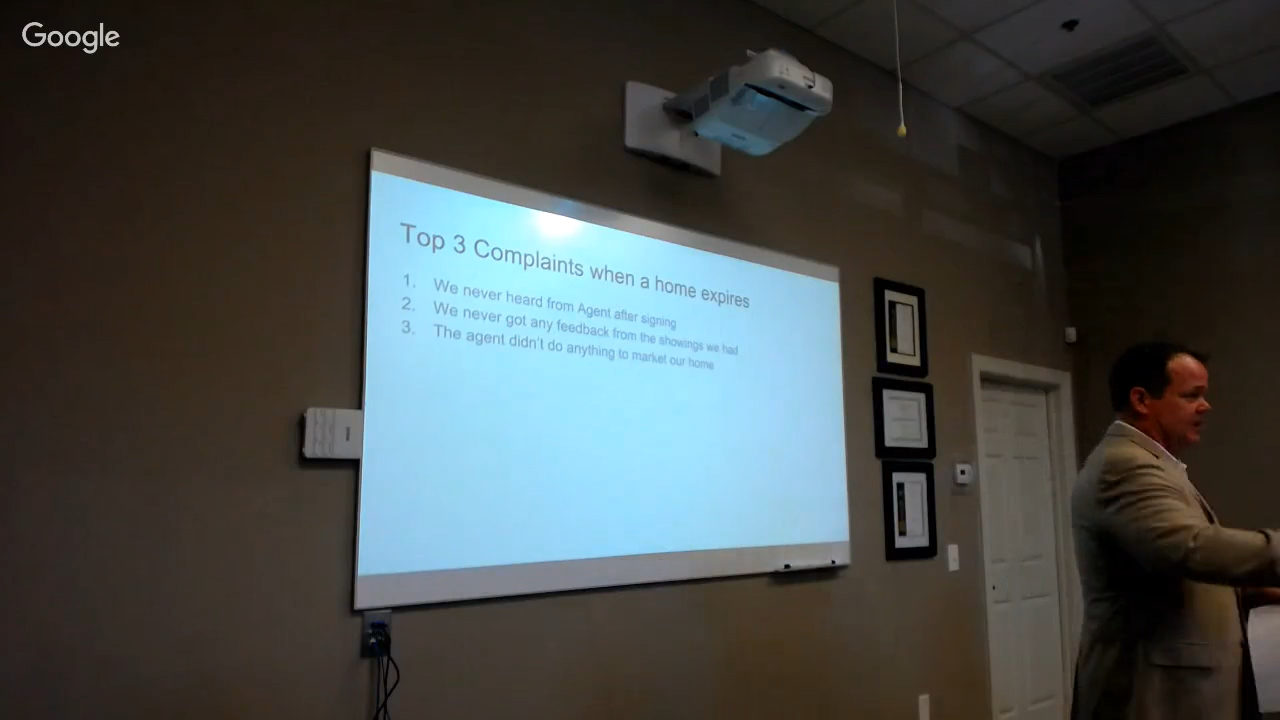 Google
Top 3 Complaints when a home expires
1. We never heard from Agent after signing
2. We never got any feedback from the showings we had
3. The agent didn't do anything to market our home